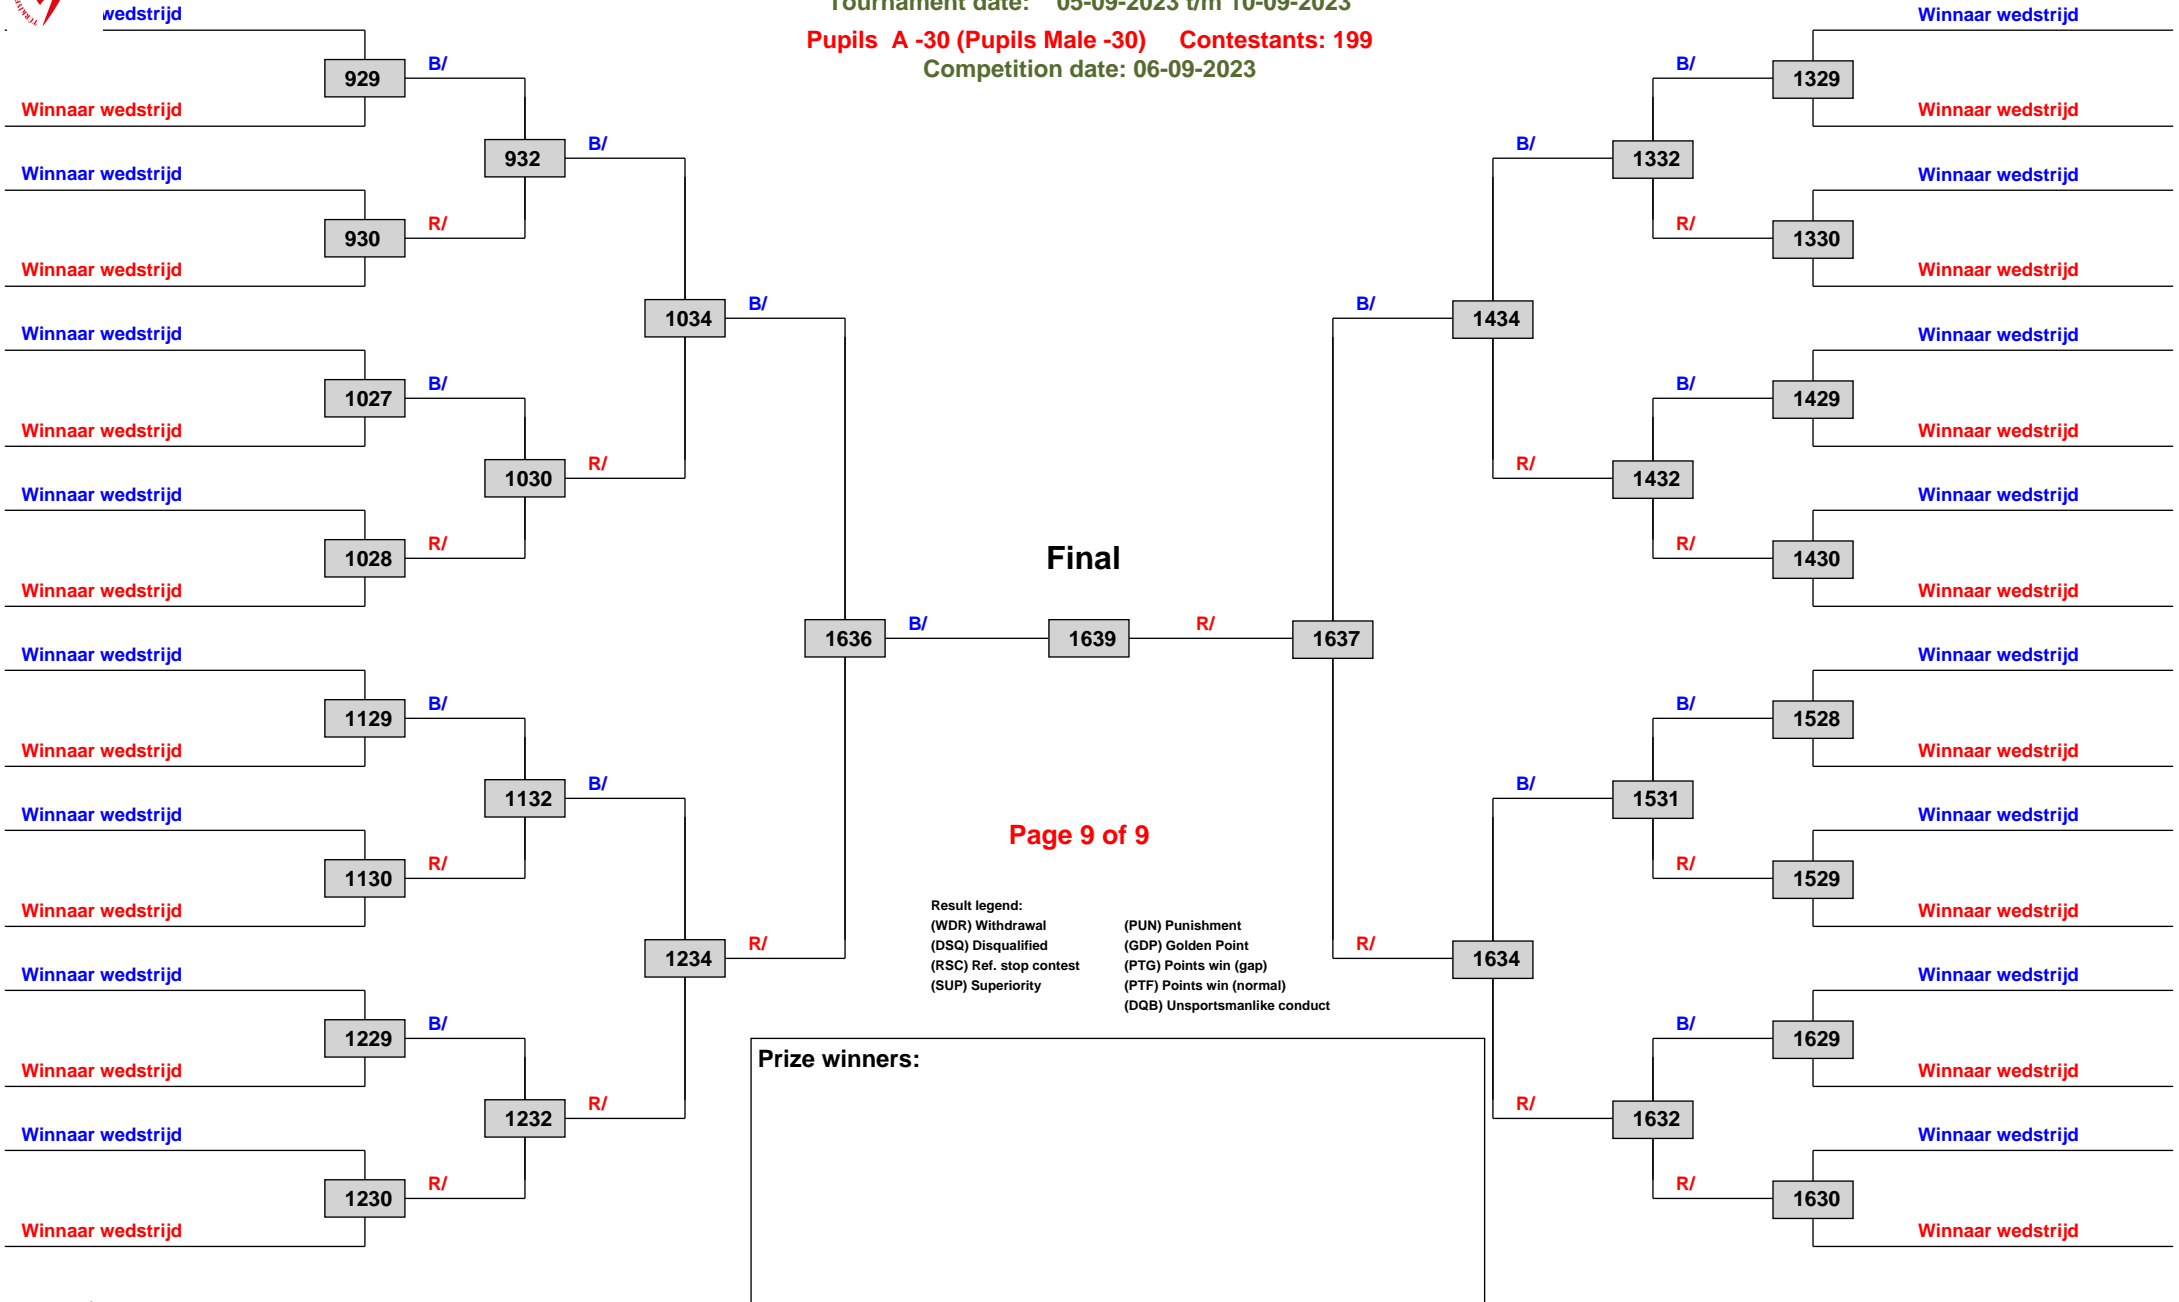 Tournament date: 05-09-2023 t/m 10-09-2023
Pupils A -30 (Pupils Male -30) Contestants: 199
Competition date: 06-09-2023
wedstrijd
929
B/
Winnaar wedstrijd
932
B/
Winnaar wedstrijd
930
R/
Winnaar wedstrijd
1034
B/
Winnaar wedstrijd
1027
B/
Winnaar wedstrijd
1030
R/
Winnaar wedstrijd
1028
R/
Winnaar wedstrijd
1636
B/
Winnaar wedstrijd
1129
B/
Winnaar wedstrijd
1132
B/
Winnaar wedstrijd
1130
R/
Winnaar wedstrijd
1234
R/
Winnaar wedstrijd
1229
B/
Winnaar wedstrijd
1232
R/
Winnaar wedstrijd
1230
R/
Winnaar wedstrijd
Final
1639
R/
1637
Winnaar wedstrijd
B/
1329
Winnaar wedstrijd
B/
1332
Winnaar wedstrijd
R/
1330
Winnaar wedstrijd
B/
1434
Winnaar wedstrijd
B/
1429
Winnaar wedstrijd
R/
1432
Winnaar wedstrijd
R/
1430
Winnaar wedstrijd
Winnaar wedstrijd
B/
1528
Winnaar wedstrijd
B/
1531
Winnaar wedstrijd
R/
1529
Winnaar wedstrijd
R/
1634
Winnaar wedstrijd
B/
1629
Winnaar wedstrijd
R/
1632
Winnaar wedstrijd
R/
1630
Winnaar wedstrijd
Page 9 of 9
Result legend:
(WDR) Withdrawal (PUN) Punishment
(DSQ) Disqualified (GDP) Golden Point
(RSC) Ref. stop contest (PTG) Points win (gap)
(SUP) Superiority (PTF) Points win (normal)
(DQB) Unsportsmanlike conduct
Prize winners: